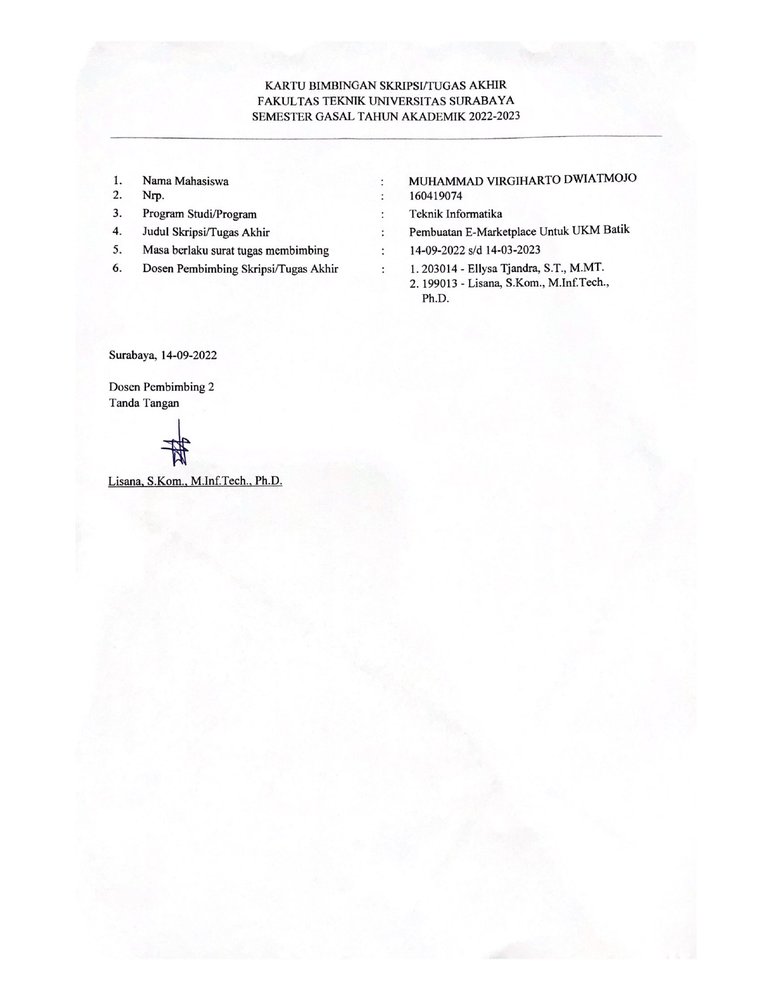 KARTU BIMBINGAN SKRIPSI/TUGAS AKHIR
FAKULTAS TEKNIK UNIVERSITAS SURABAYA
SEMESTER GASAL TAHUN AKADEMIK 2022-2023
1. Nama Mahasiswa : MUHAMMAD VIRGIHARTO DWIATMOJO
2. Nrp. : 160419074
3. Program Studi/Program : Teknik Informatika
4. Judul Skripsi/Tugas Akhir : Pembuatan E-Marketplace Untuk UKM Batik
5. Masa berlaku surat tugas membimbing : 14-09-2022 s/d 14-03-2023
6. Dosen Pembimbing Skripsi/Tugas Akhir : 1. 203014 - Ellysa Tjandra, S.T., M.MT.
2. 199013 - Lisana, S.Kom., M.Inf.Tech.,
Ph.D.
Surabaya, 14-09-2022
Dosen Pembimbing 2
Tanda Tangan
Lisana, S.Kom., M.Inf.Tech., Ph.D.